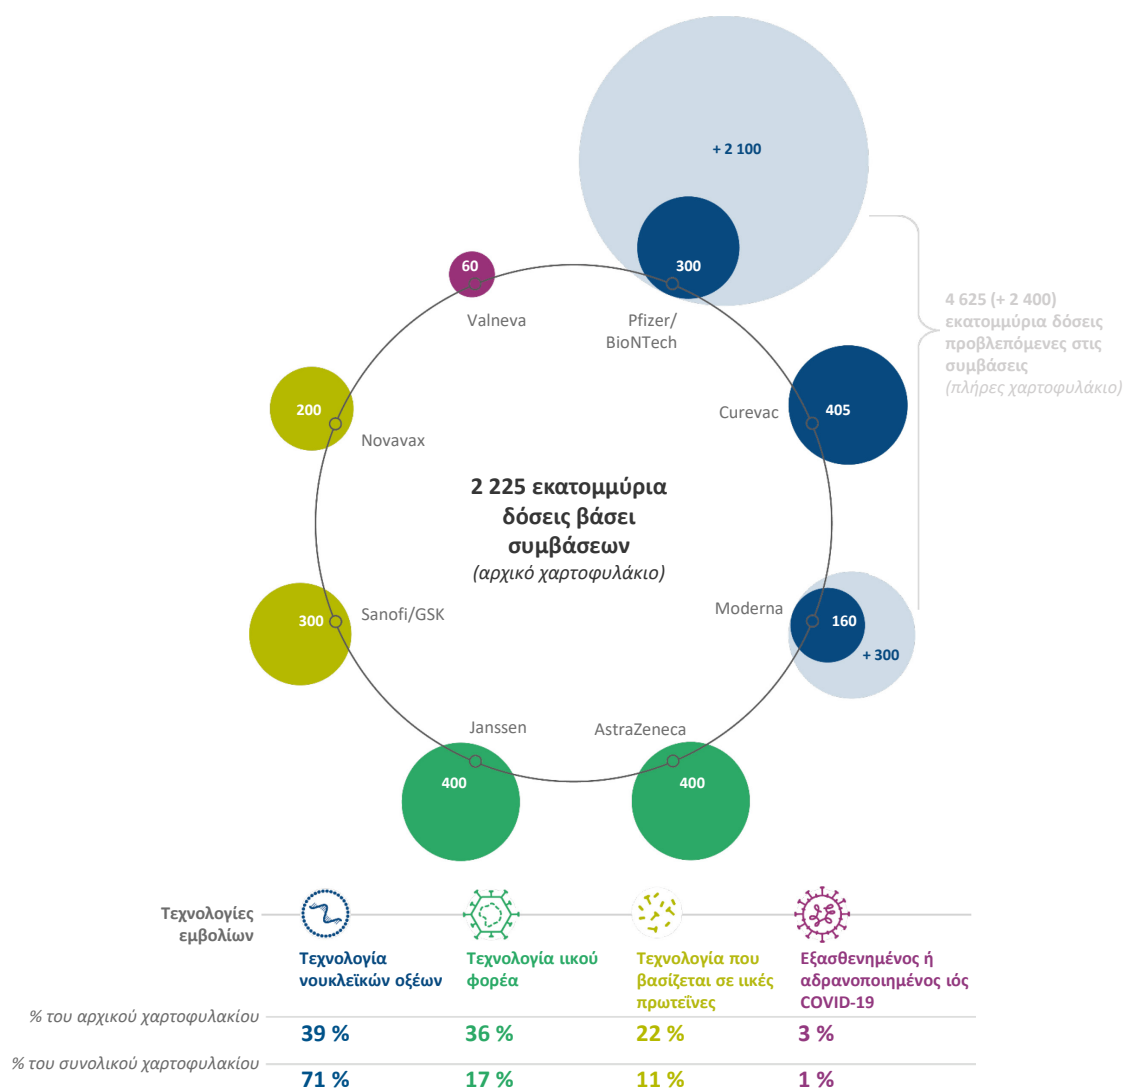 + 2 100
300
Pfizer/
BioNTech
60
Valneva
4 625 (+ 2 400)
εκατομμύρια δόσεις
προβλεπόμενες στις
συμβάσεις
(πλήρες χαρτοφυλάκιο)
200
Novavax
Curevac
405
2 225 εκατομμύρια
δόσεις βάσει
συμβάσεων
(αρχικό χαρτοφυλάκιο)
300
Sanofi/GSK
Moderna
160
+ 300
Janssen
400
AstraZeneca
400
Τεχνολογίες
εμβολίων
Τεχνολογία
νουκλεϊκών οξέων
Τεχνολογία ιικού
φορέα
Τεχνολογία που
βασίζεται σε ιικές
πρωτεΐνες
Εξασθενημένος ή
αδρανοποιημένος ιός
COVID-19
% του αρχικού χαρτοφυλακίου
39 % 36 % 22 % 3 %
% του συνολικού χαρτοφυλακίου
71 % 17 % 11 % 1 %